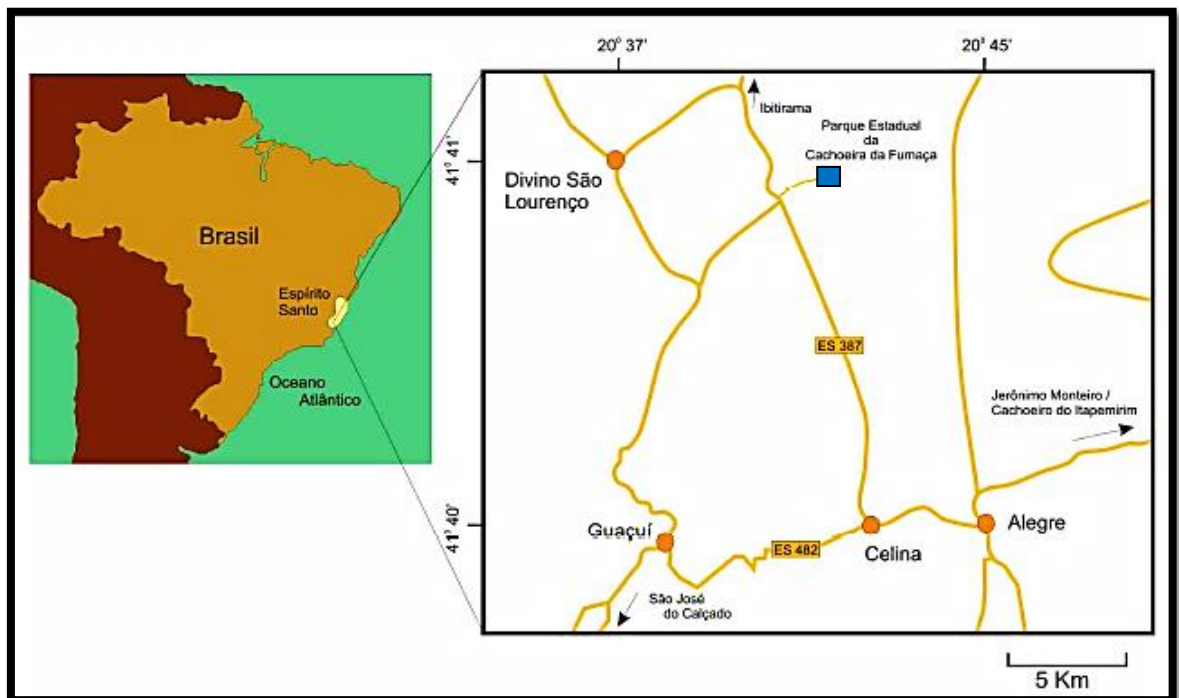 Brasil
Espírito
Santo
Oceano
Atlântico
20° 37'
20° 45'
41° 41'
41° 40'
Ibitirama
Parque Estadual
da
Cachoeira da Fumaça
Divino São
Lourenço
ES 387
Jerônimo Monteiro /
Cachoeiro do Itapemirim
Guaçuí
ES 482
Celina
Alegre
São José
do Calçado
5 Km